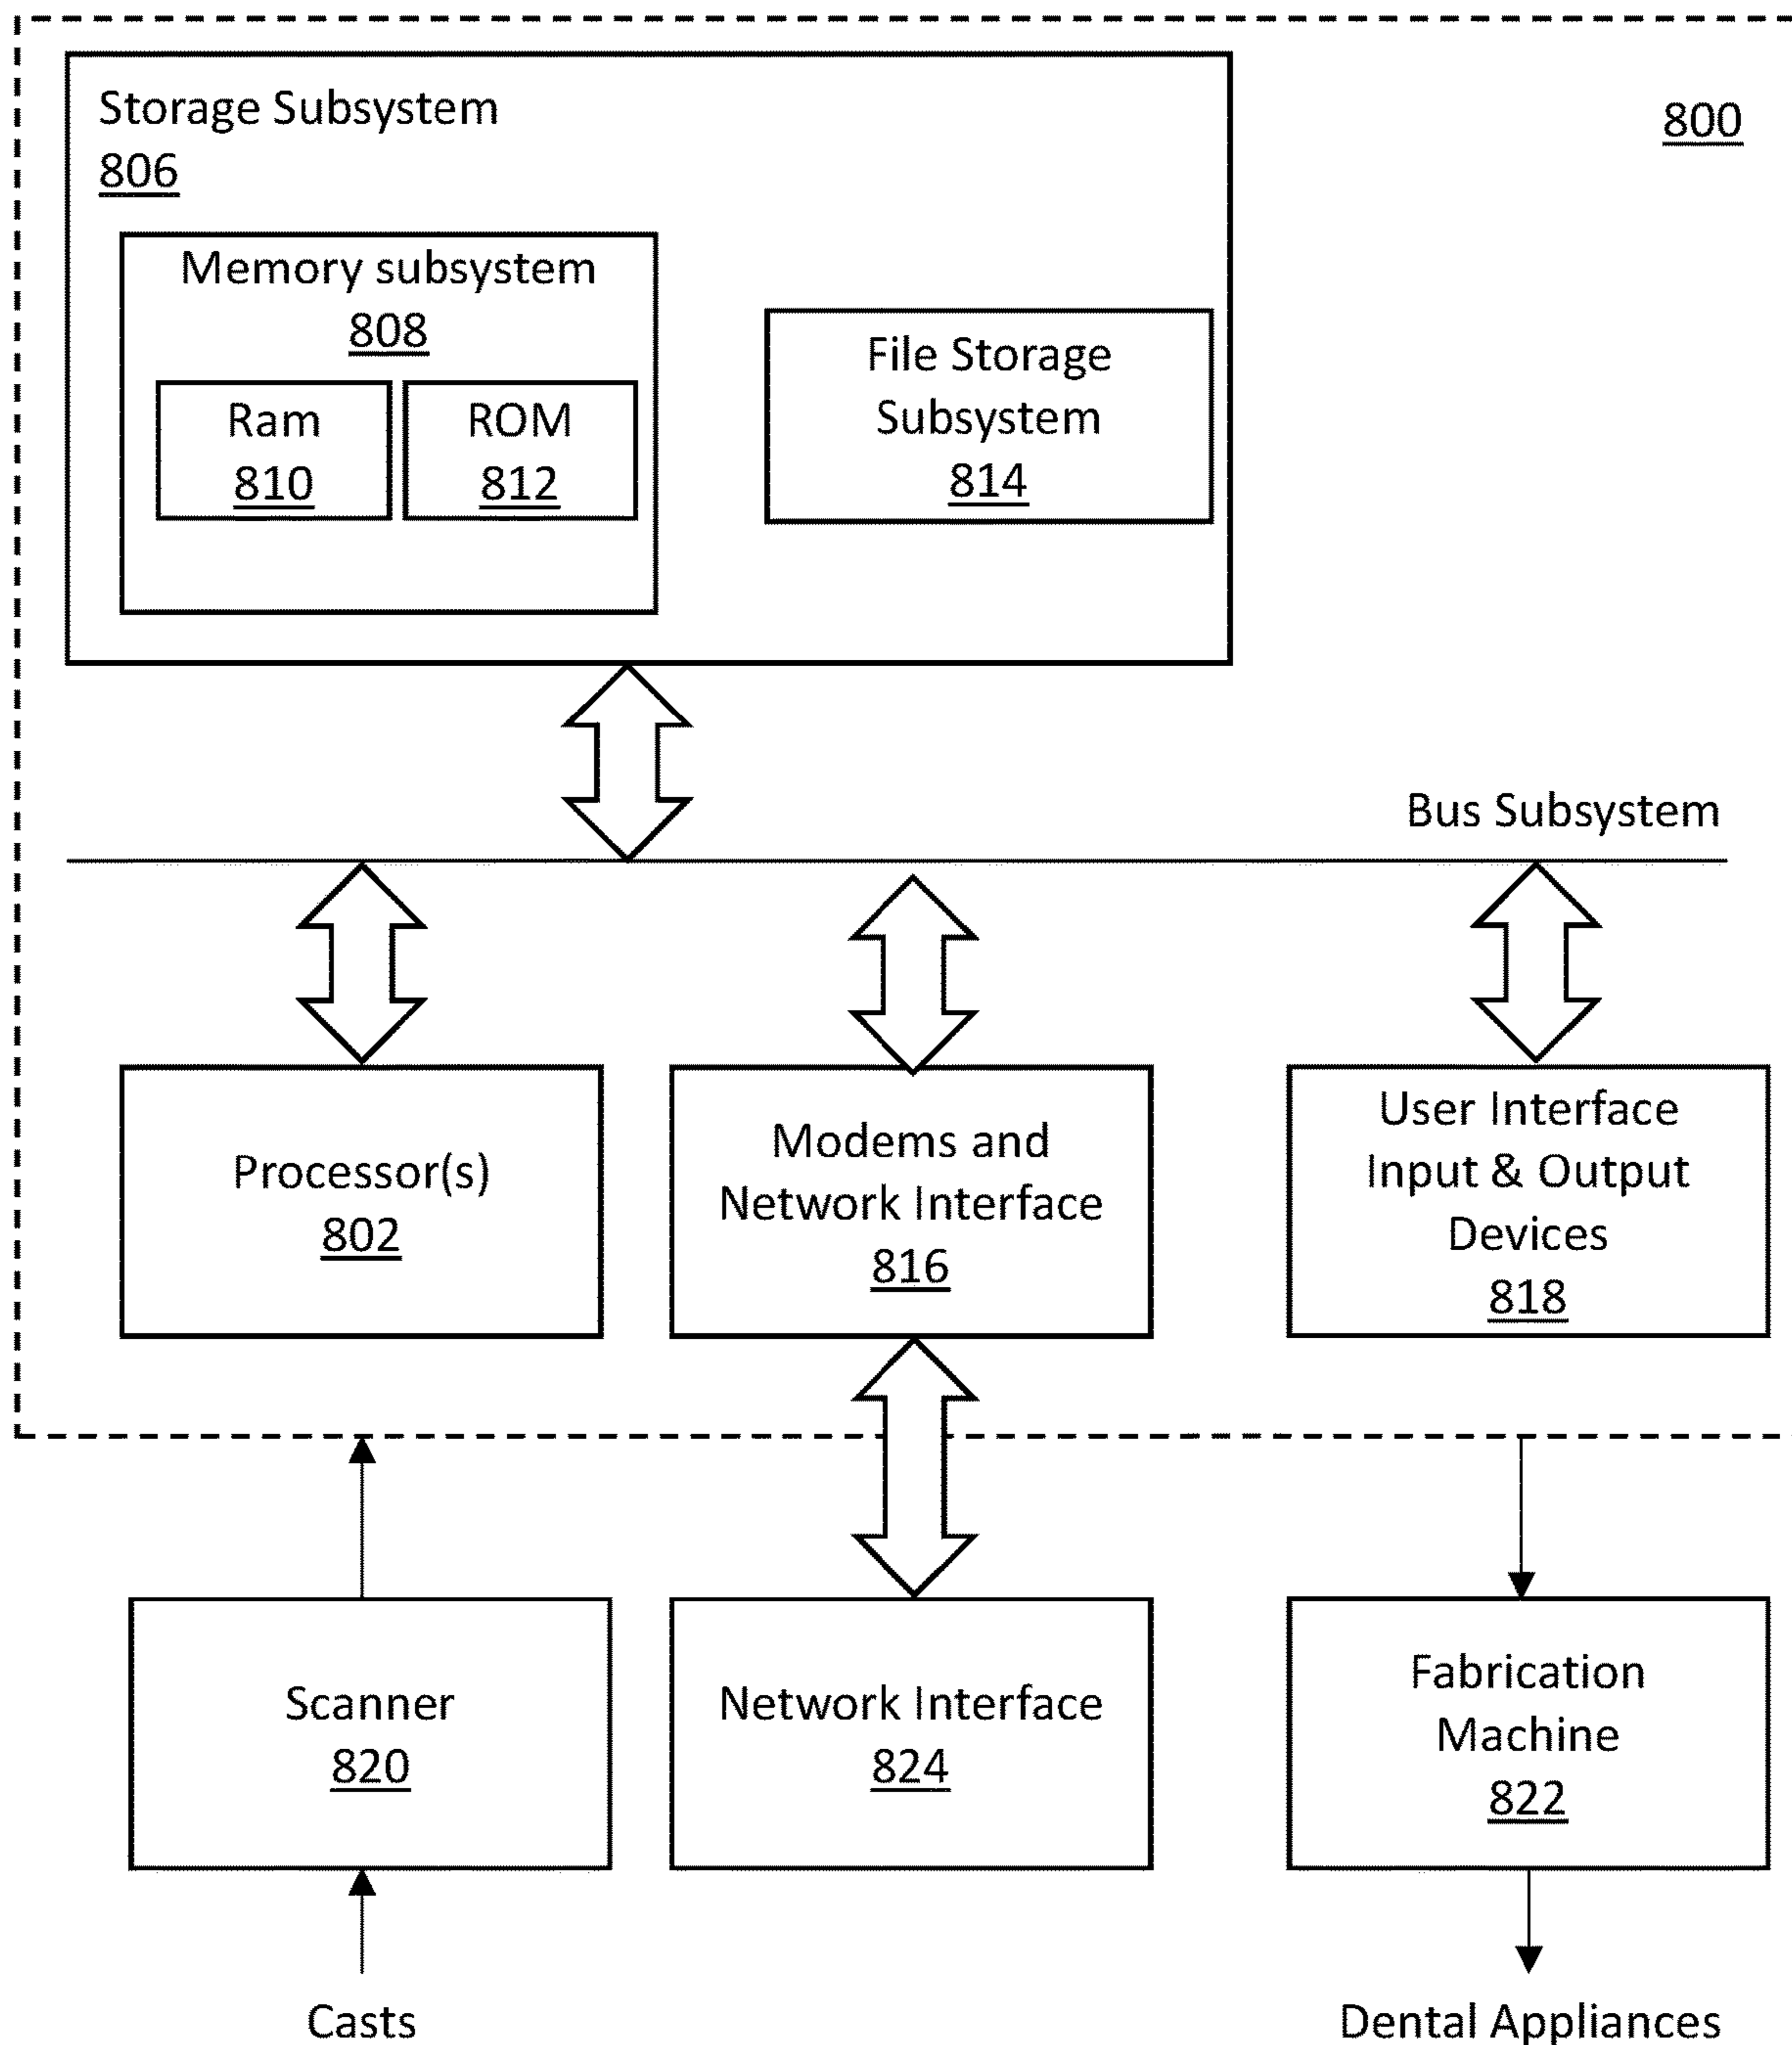 800
Storage Subsystem
806
Memory subsystem
808
Ram
810
ROM
812
File Storage
Subsystem
814
Bus Subsystem
Processor(s)
802
Modems and
Network Interface
816
User Interface
Input & Output
Devices
818
Scanner
820
Network Interface
824
Fabrication
Machine
822
Casts
Dental Appliances